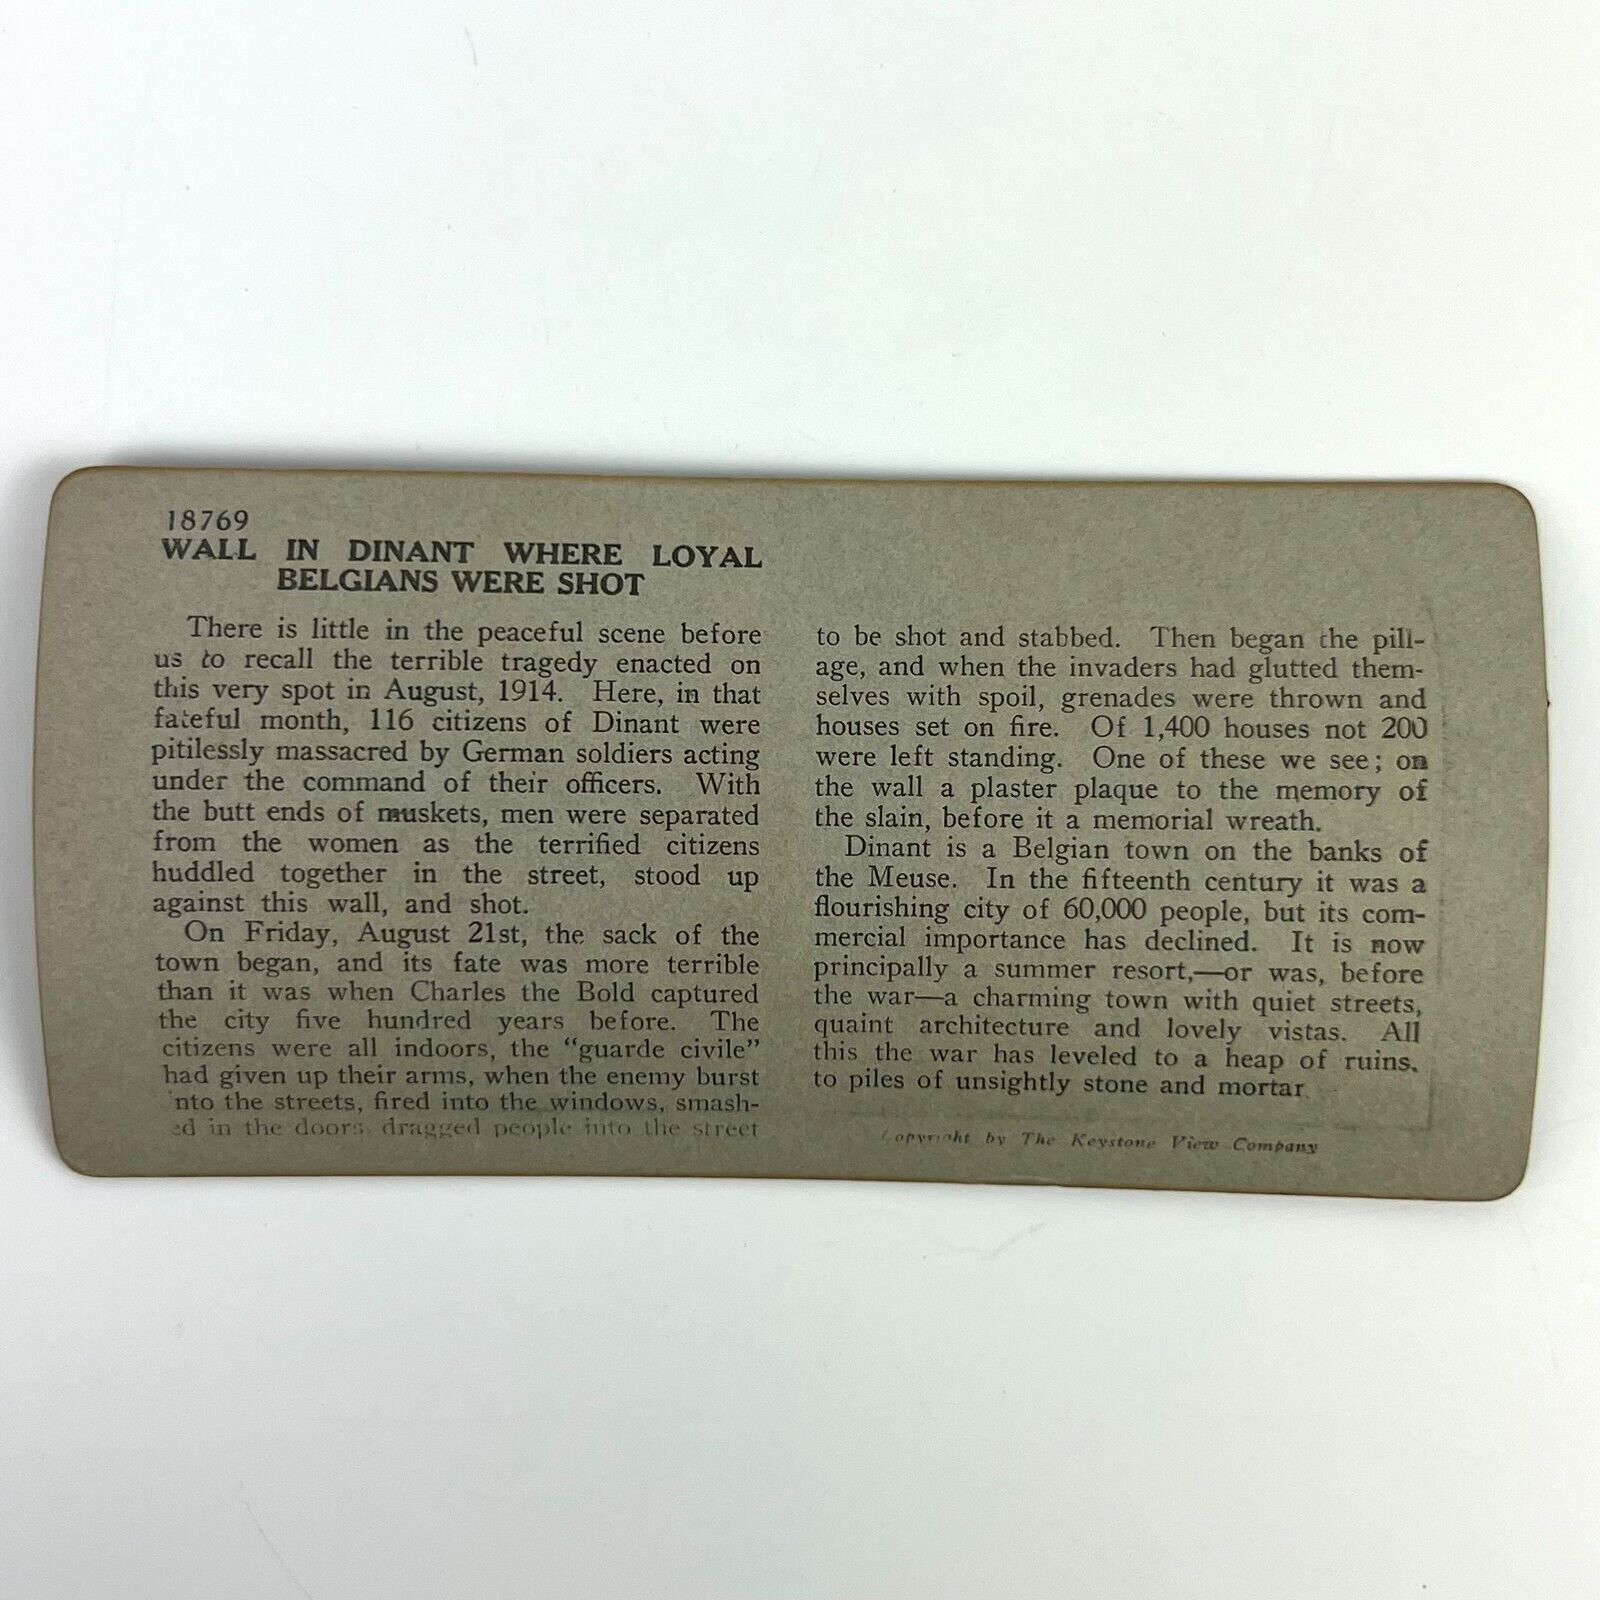 18769
WALL IN DINANT WHERE LOYAL
BELGIANS WERE SHOT
There is little in the peaceful scene before
us to recall the terrible tragedy enacted on
this very spot in August, 1914. Here, in that
fateful month, 116 citizens of Dinant were
pitilessly massacred by German soldiers acting
under the command of their officers. With
the butt ends of muskets, men were separated
from the women as the terrified citizens
huddled together in the street, stood up
against this wall, and shot.
On Friday, August 21st, the sack of the
town began, and its fate was more terrible
than it was when Charles the Bold captured
the city five hundred years before. The
citizens were all indoors, the "guarde civile"
had given up their arms, when the enemy burst
into the streets, fired into the windows, smash-
ed in the doors, dragged people into the street
to be shot and stabbed. Then began the pill-
age, and when the invaders had glutted them-
selves with spoil, grenades were thrown and
houses set on fire. Of 1,400 houses not 200
were left standing. One of these we see; on
the wall a plaster plaque to the memory of
the slain, before it a memorial wreath.
Dinant is a Belgian town on the banks of
the Meuse. In the fifteenth century it was a
flourishing city of 60,000 people, but its com-
mercial importance has declined. It is now
principally a summer resort,—or was, before
the war—a charming town with quiet streets,
quaint architecture and lovely vistas. All
this the war has leveled to a heap of ruins,
to piles of unsightly stone and mortar.
Copyright by The Keystone View Company